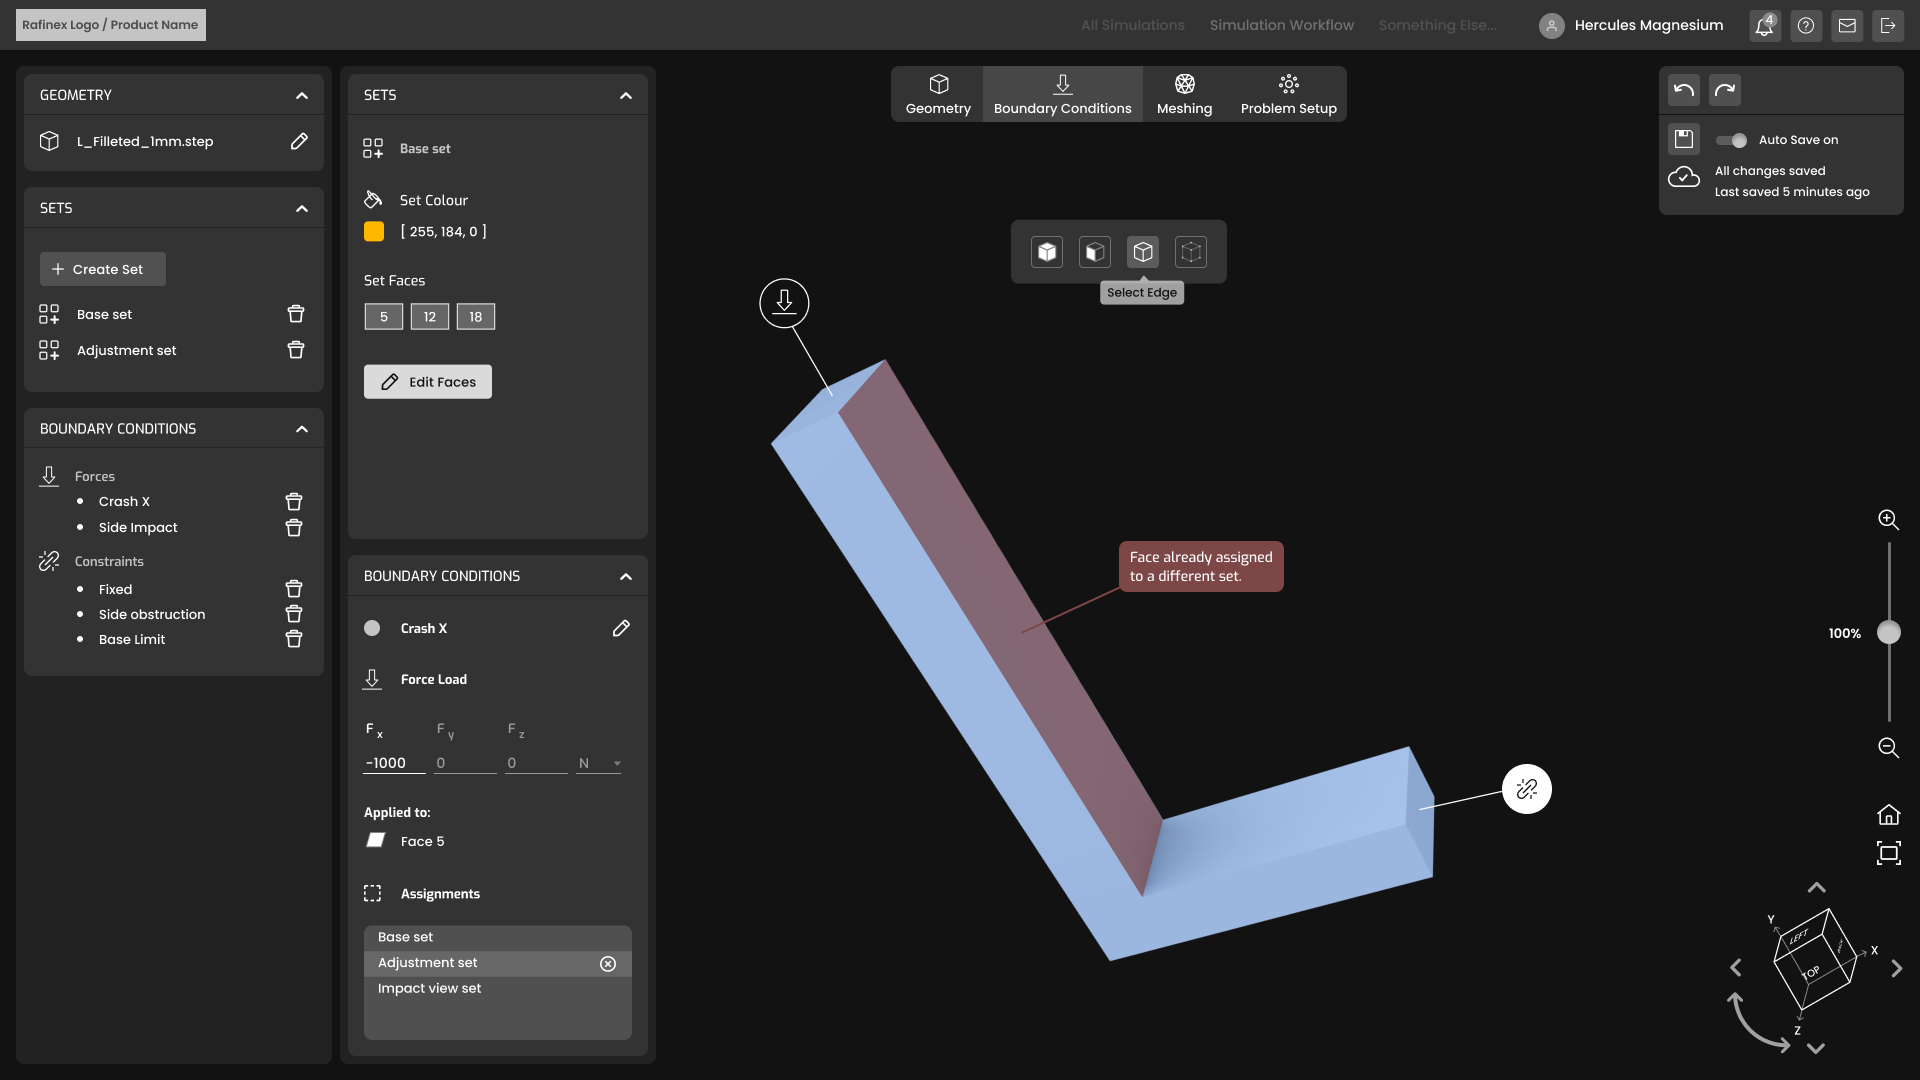 Rafinex Logo / Product Name
All Simulations
Simulation Workflow
Something Else...
Hercules Magnesium
4
GEOMETRY
L_Filleted_1mm.step
SETS
Create Set
Base set
Adjustment set
BOUNDARY CONDITIONS
Forces
Crash X
Side Impact
Constraints
Fixed
Side obstruction
Base Limit
SETS
Base set
Set Colour
[ 255, 184, 0 ]
Set Faces
5 12 18
Edit Faces
BOUNDARY CONDITIONS
Crash X
Force Load
F x F y F z
-1000 0 0 N
Applied to:
Face 5
Assignments
Base set
Adjustment set
Impact view set
Geometry
Boundary Conditions
Meshing
Problem Setup
Select Edge
Face already assigned
to a different set.
Auto Save on
All changes saved
Last saved 5 minutes ago
100%
Y
LEFT
X
TOP
Z